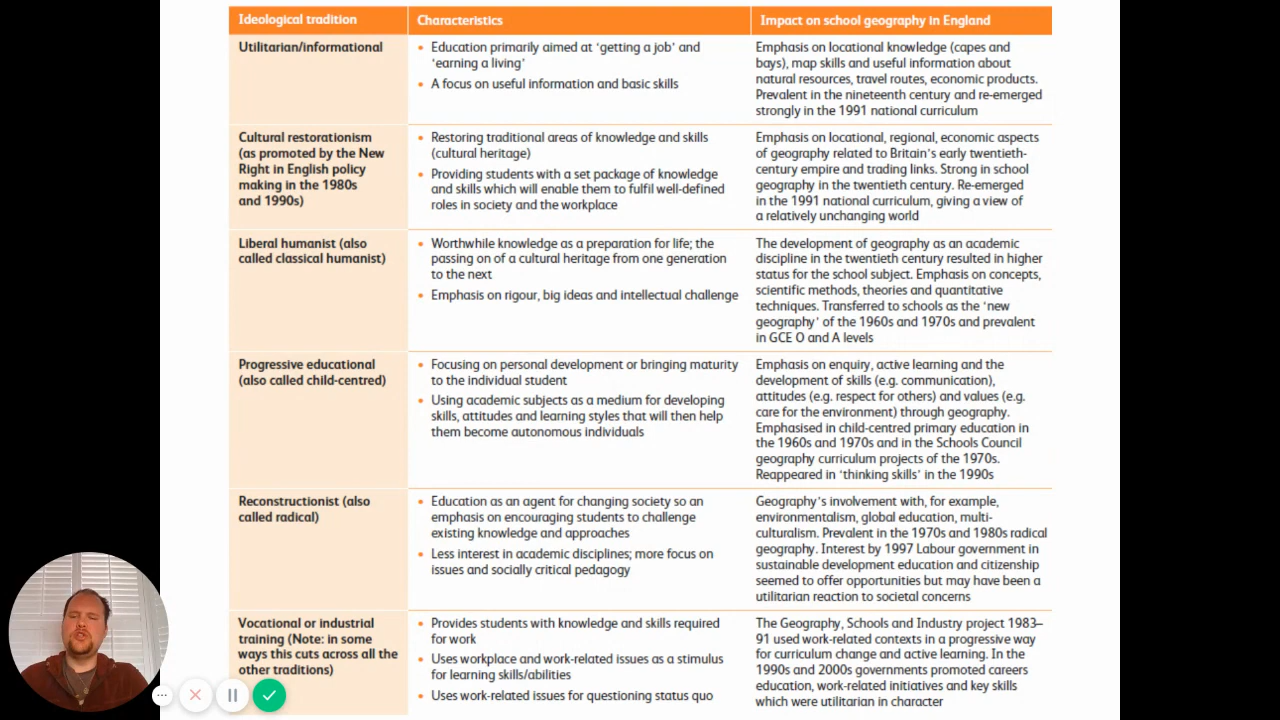 Ideological tradition
Characteristics
Impact on school geography in England
Utilitarian/informational
• Education primarily aimed at ‘getting a job’ and
‘earning a living’
• A focus on useful information and basic skills
Emphasis on locational knowledge (capes and
bays), map skills and useful information about
natural resources, travel routes, economic products.
Prevalent in the nineteenth century and re-emerged
strongly in the 1991 national curriculum
Cultural restorationism
(as promoted by the New
Right in English policy
making in the 1980s
and 1990s)
• Restoring traditional areas of knowledge and skills
(cultural heritage)
• Providing students with a set package of knowledge
and skills which will enable them to fulfil well-defined
roles in society and the workplace
Emphasis on locational, regional, economic aspects
of geography related to Britain’s early twentieth-
century empire and trading links. Strong in school
geography in the twentieth century. Re-emerged
in the 1991 national curriculum, giving a view of
a relatively unchanging world
Liberal humanist (also
called classical humanist)
• Worthwhile knowledge as a preparation for life; the
passing on of a cultural heritage from one generation
to the next
• Emphasis on rigour, big ideas and intellectual challenge
The development of geography as an academic
discipline in the twentieth century resulted in higher
status for the school subject. Emphasis on concepts,
scientific methods, theories and quantitative
techniques. Transferred to schools as the ‘new
geography’ of the 1960s and 1970s and prevalent
in GCE O and A levels
Progressive educational
(also called child-centred)
• Focusing on personal development or bringing maturity
to the individual student
• Using academic subjects as a medium for developing
skills, attitudes and learning styles that will then help
them become autonomous individuals
Emphasis on enquiry, active learning and the
development of skills (e.g. communication),
attitudes (e.g. respect for others) and values (e.g.
care for the environment) through geography.
Emphasised in child-centred primary education in
the 1960s and 1970s and in the Schools Council
geography curriculum projects of the 1970s.
Reappeared in ‘thinking skills’ in the 1990s
Reconstructionist (also
called radical)
• Education as an agent for changing society so an
emphasis on encouraging students to challenge
existing knowledge and approaches
• Less interest in academic disciplines; more focus on
issues and socially critical pedagogy
Geography’s involvement with, for example,
environmentalism, global education, multi-
culturalism. Prevalent in the 1970s and 1980s radical
geography. Interest by 1997 Labour government in
sustainable development education and citizenship
seemed to offer opportunities but may have been a
utilitarian reaction to societal concerns
Vocational or industrial
training (Note: in some
ways this cuts across all the
other traditions)
• Provides students with knowledge and skills required
for work
• Uses workplace and work-related issues as a stimulus
for learning skills/abilities
• Uses work-related issues for questioning status quo
The Geography, Schools and Industry project 1983–
91 used work-related contexts in a progressive way
for curriculum change and active learning. In the
1990s and 2000s governments promoted careers
education, work-related initiatives and key skills
which were utilitarian in character